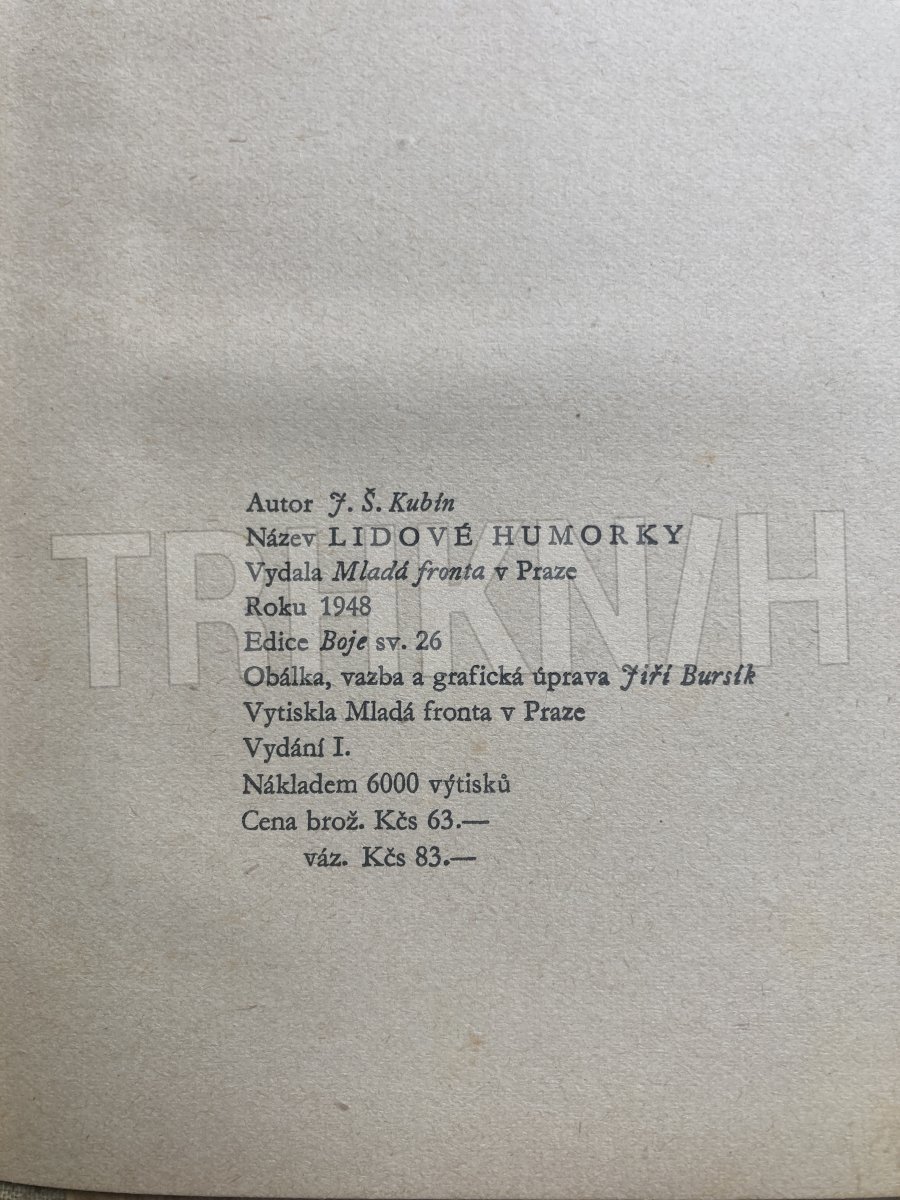 Autor J. Š. Kubín
Název LIDOVÉ HUMORKY
Vydala Mladá fronta v Praze
Roku 1948
Edice Boje sv. 26
Obálka, vazba a grafická úprava Jiří Bursík
Vytiskla Mladá fronta v Praze
Vydání I.
Nákladem 6000 výtisků
Cena brož. Kčs 63.—
váz. Kčs 83.—
TRHKN/H